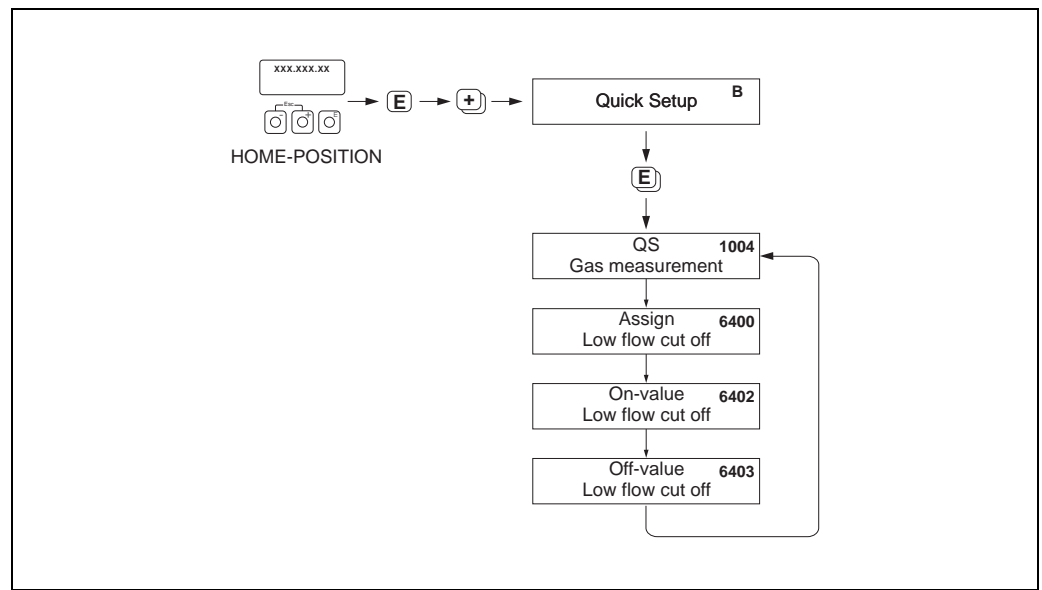 xxx.xxx.xx
Esc
- + E
HOME-POSITION
E
+
Quick Setup B
E
QS 1004
Gas measurement
Assign 6400
Low flow cut off
On-value 6402
Low flow cut off
Off-value 6403
Low flow cut off